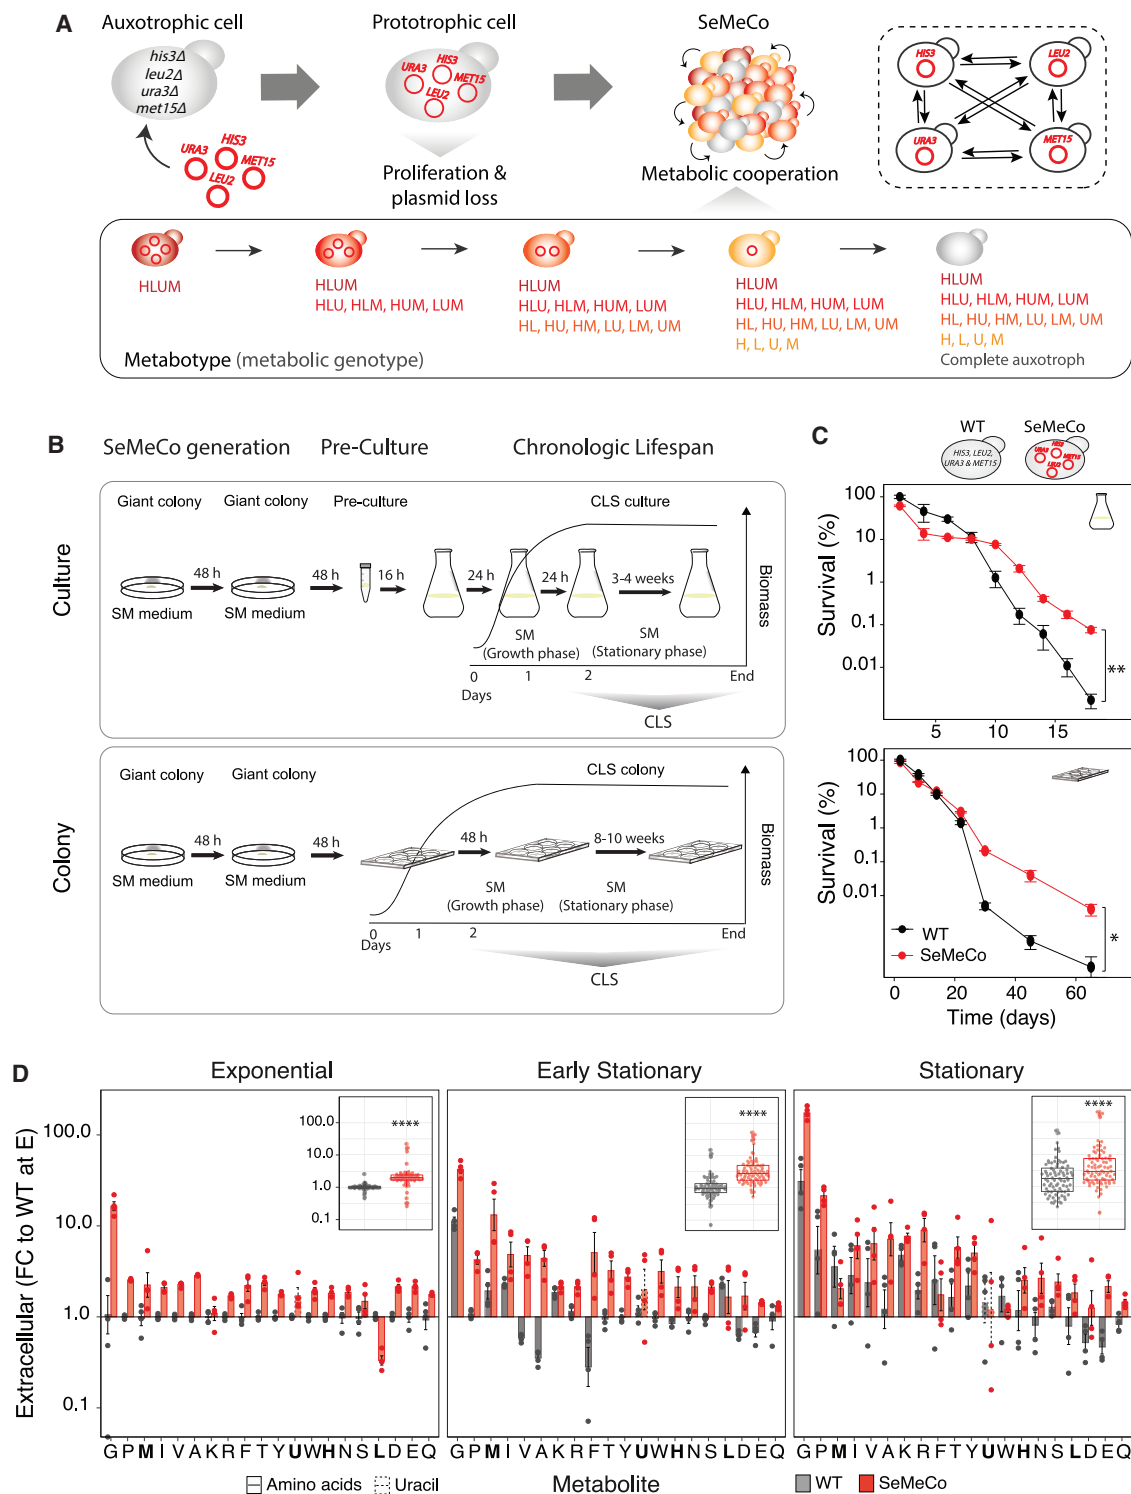 A
Auxotrophic cell
Prototrophic cell
SeMeCo
his3Δ
leu2Δ
ura3Δ
met15Δ
URA3
HIS3
MET15
LEU2
URA3
HIS3
MET15
LEU2
HIS3
LEU2
URA3
MET15
Proliferation &
plasmid loss
Metabolic cooperation
HLUM
HLUM
HLU, HLM, HUM, LUM
HLUM
HLU, HLM, HUM, LUM
HL, HU, HM, LU, LM, UM
HLUM
HLU, HLM, HUM, LUM
HL, HU, HM, LU, LM, UM
H, L, U, M
HLUM
HLU, HLM, HUM, LUM
HL, HU, HM, LU, LM, UM
H, L, U, M
Complete auxotroph
Metabotype (metabolic genotype)
B
SeMeCo generation
Pre-Culture
Chronologic Lifespan
Culture
Giant colony
Giant colony
Pre-culture
CLS culture
48 h
48 h
16 h
24 h
24 h
3-4 weeks
SM medium
SM medium
SM
(Growth phase)
SM
(Stationary phase)
Biomass
0
1
2
End
Days
CLS
Colony
Giant colony
Giant colony
CLS colony
48 h
48 h
48 h
8-10 weeks
SM medium
SM medium
SM
(Growth phase)
SM
(Stationary phase)
Biomass
0
1
2
End
Days
CLS
C
WT
SeMeCo
HIS3, LEU2,
URA3 & MET15
HIS3
URA3
MET15
LEU2
Survival (%)
100
10
1
0.1
0.01
**
5
10
15
Survival (%)
100
10
1
0.1
0.01
*
WT
SeMeCo
0
20
40
60
Time (days)
D
Exponential
Early Stationary
Stationary
Extracellular (FC to WT at E)
100.0
10.0
1.0
0.1
100.0
10.0
1.0
0.1
****
****
****
G P M I V A K R F T Y U W H N S L D E Q
G P M I V A K R F T Y U W H N S L D E Q
G P M I V A K R F T Y U W H N S L D E Q
Amino acids
Uracil
Metabolite
WT
SeMeCo